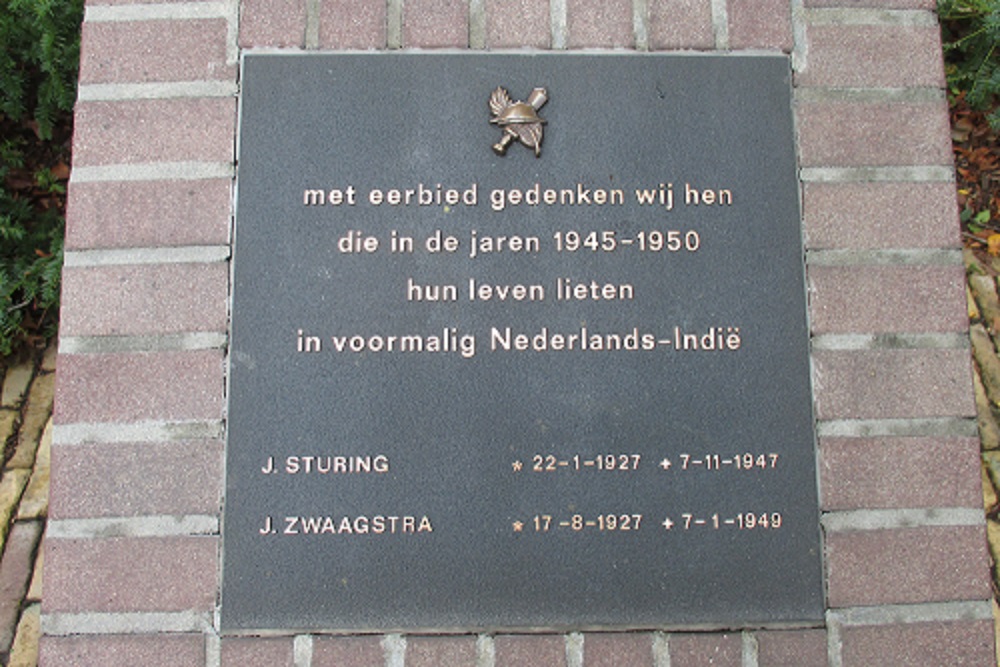 met eerbied gedenken wij hen
die in de jaren 1945-1950
hun leven lieten
in voormalig Nederlands-Indië
J. STURING * 22-1-1927 + 7-11-1947
J. ZWAAGSTRA * 17-8-1927 + 7-1-1949